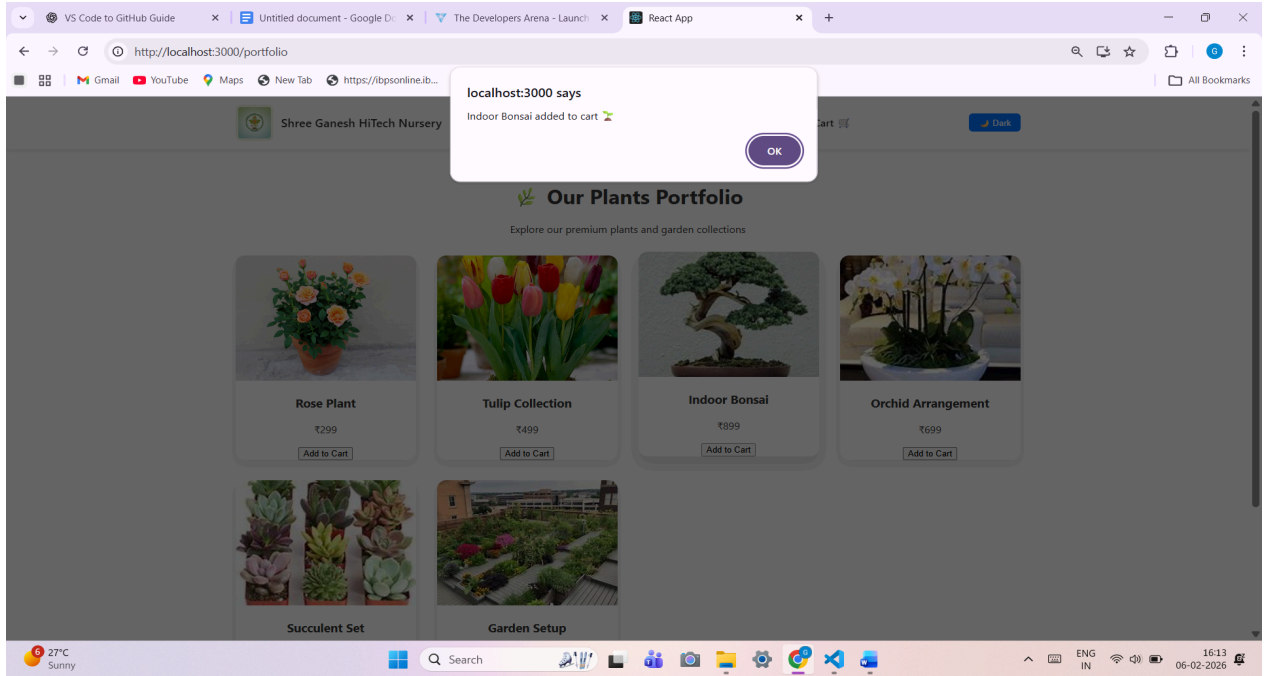 VS Code to GitHub Guide
Untitled document - Google Do
The Developers Arena - Launch
React App
http://localhost:3000/portfolio
G
Gmail
YouTube
Maps
New Tab
https://ibpsonline.ib...
All Bookmarks
localhost:3000 says
Indoor Bonsai added to cart 🌱
OK
Shree Ganesh HiTech Nursery
Cart 🛒
🌙 Dark
🌿 Our Plants Portfolio
Explore our premium plants and garden collections
Rose Plant
₹299
Add to Cart
Tulip Collection
₹499
Add to Cart
Indoor Bonsai
₹899
Add to Cart
Orchid Arrangement
₹699
Add to Cart
Succulent Set
Garden Setup
6
27°C
Sunny
Search
ENG
IN
16:13
06-02-2026